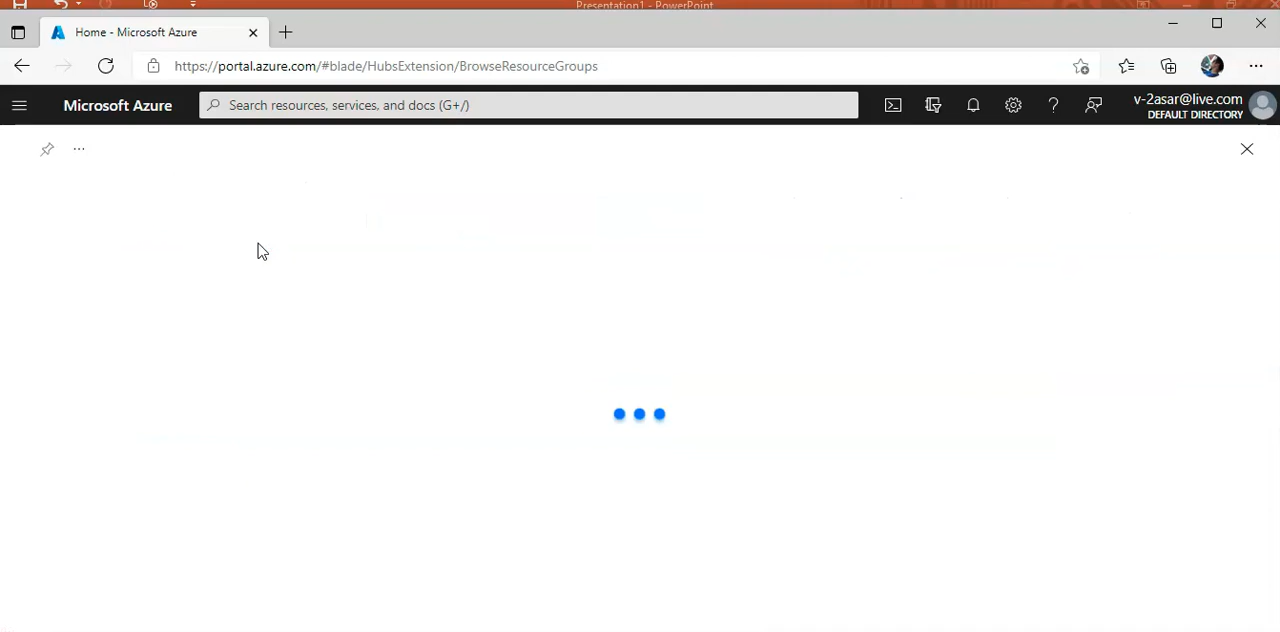 Presentation1 - PowerPoint
Home - Microsoft Azure
https://portal.azure.com/#blade/HubsExtension/BrowseResourceGroups
Microsoft Azure
Search resources, services, and docs (G+/)
v-2asar@live.com
DEFAULT DIRECTORY